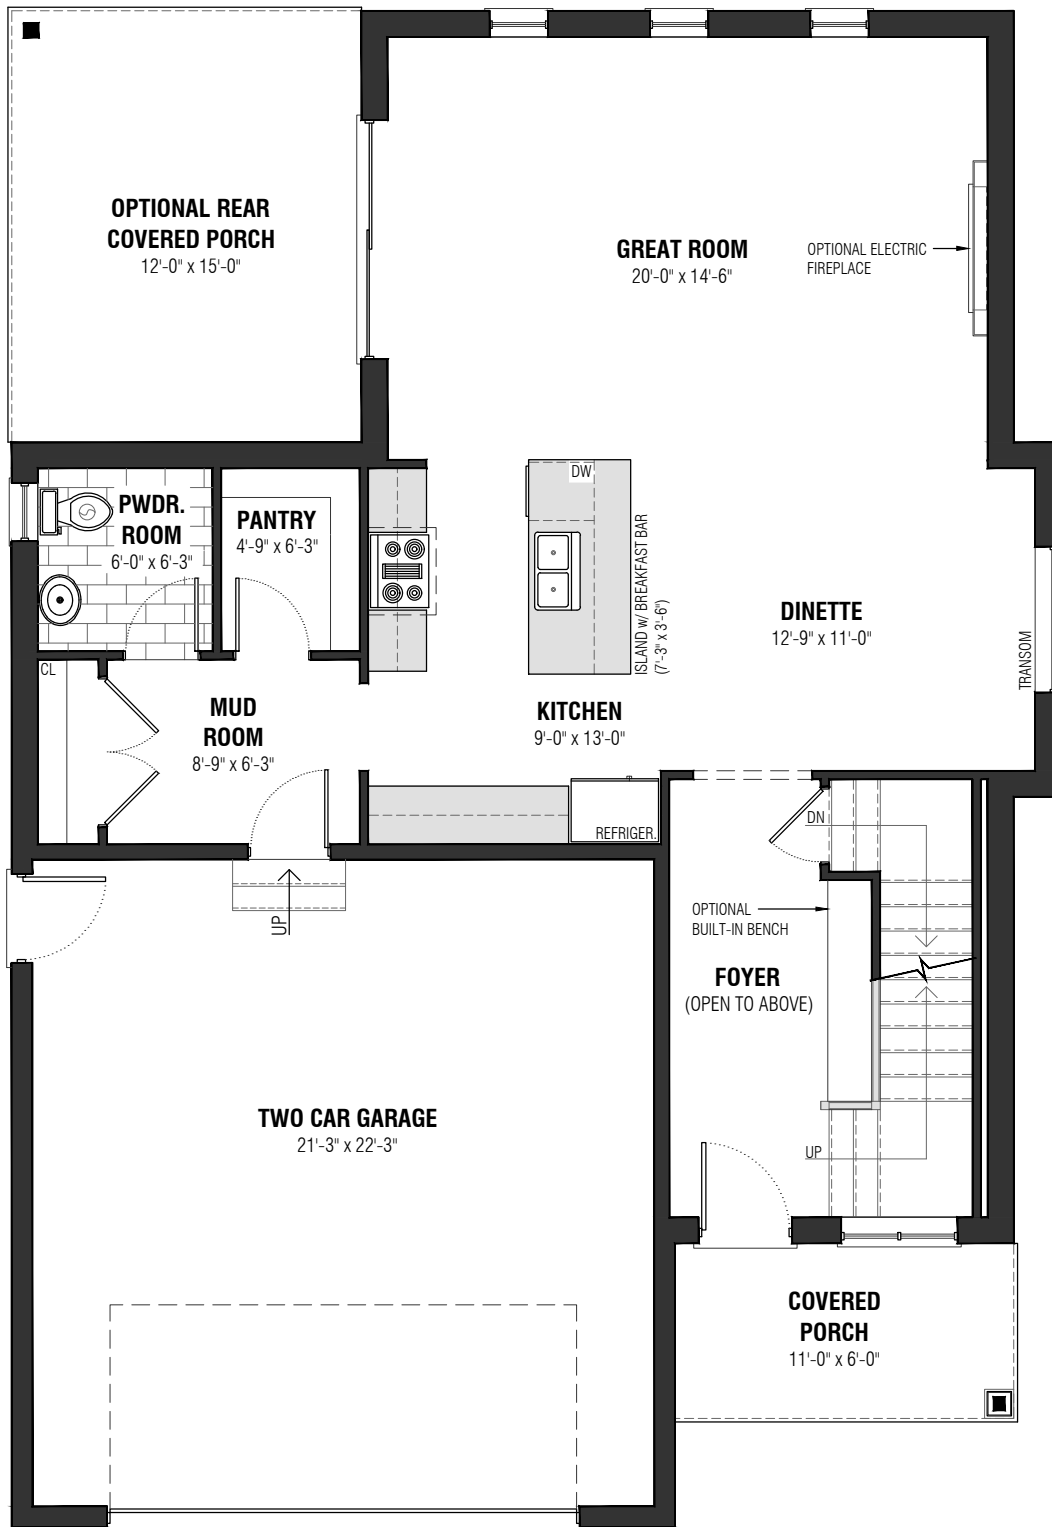 OPTIONAL REAR
COVERED PORCH
12'-0" x 15'-0"
GREAT ROOM
20'-0" x 14'-6"
OPTIONAL ELECTRIC
FIREPLACE
PWDR.
ROOM
6'-0" x 6'-3"
PANTRY
4'-9" x 6'-3"
DW
ISLAND w/ BREAKFAST BAR
(7'-3" x 3'-6")
DINETTE
12'-9" x 11'-0"
TRANSOM
CL
MUD
ROOM
8'-9" x 6'-3"
KITCHEN
9'-0" x 13'-0"
REFRIGER.
DN
UP
OPTIONAL
BUILT-IN BENCH
FOYER
(OPEN TO ABOVE)
TWO CAR GARAGE
21'-3" x 22'-3"
UP
COVERED
PORCH
11'-0" x 6'-0"